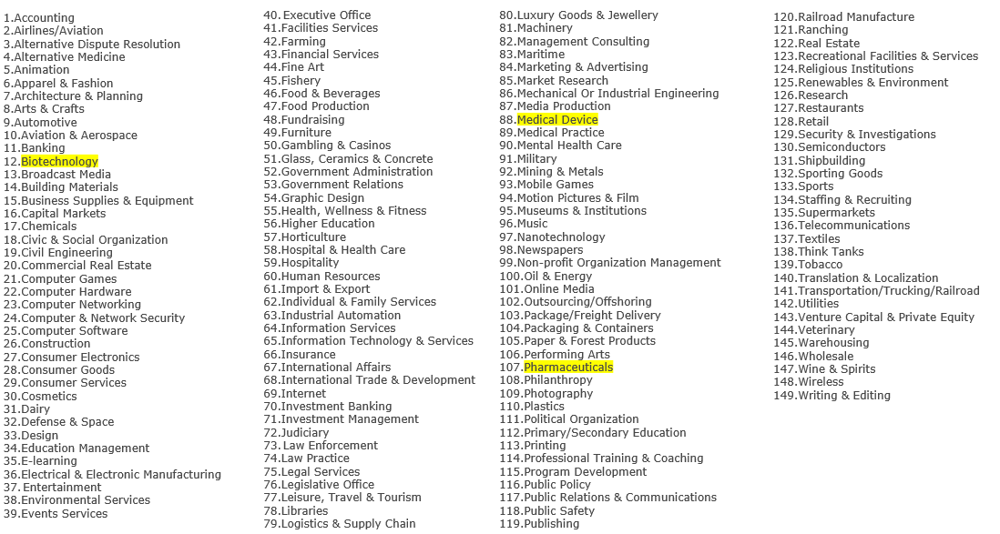 1.Accounting
2.Airlines/Aviation
3.Alternative Dispute Resolution
4.Alternative Medicine
5.Animation
6.Apparel & Fashion
7.Architecture & Planning
8.Arts & Crafts
9.Automotive
10.Aviation & Aerospace
11.Banking
12.Biotechnology
13.Broadcast Media
14.Building Materials
15.Business Supplies & Equipment
16.Capital Markets
17.Chemicals
18.Civic & Social Organization
19.Civil Engineering
20.Commercial Real Estate
21.Computer Games
22.Computer Hardware
23.Computer Networking
24.Computer & Network Security
25.Computer Software
26.Construction
27.Consumer Electronics
28.Consumer Goods
29.Consumer Services
30.Cosmetics
31.Dairy
32.Defense & Space
33.Design
34.Education Management
35.E-learning
36.Electrical & Electronic Manufacturing
37. Entertainment
38.Environmental Services
39.Events Services
40. Executive Office
41.Facilities Services
42.Farming
43.Financial Services
44.Fine Art
45.Fishery
46.Food & Beverages
47.Food Production
48.Fundraising
49.Furniture
50.Gambling & Casinos
51.Glass, Ceramics & Concrete
52.Government Administration
53.Government Relations
54.Graphic Design
55.Health, Wellness & Fitness
56.Higher Education
57.Horticulture
58.Hospital & Health Care
59.Hospitality
60.Human Resources
61.Import & Export
62.Individual & Family Services
63.Industrial Automation
64.Information Services
65.Information Technology & Services
66.Insurance
67.International Affairs
68.International Trade & Development
69.Internet
70.Investment Banking
71.Investment Management
72.Judiciary
73. Law Enforcement
74.Law Practice
75.Legal Services
76.Legislative Office
77.Leisure, Travel & Tourism
78.Libraries
79.Logistics & Supply Chain
80.Luxury Goods & Jewellery
81.Machinery
82.Management Consulting
83.Maritime
84.Marketing & Advertising
85.Market Research
86.Mechanical Or Industrial Engineering
87.Media Production
88.Medical Device
89.Medical Practice
90.Mental Health Care
91.Military
92.Mining & Metals
93.Mobile Games
94.Motion Pictures & Film
95.Museums & Institutions
96.Music
97.Nanotechnology
98.Newspapers
99.Non-profit Organization Management
100.Oil & Energy
101.Online Media
102.Outsourcing/Offshoring
103.Package/Freight Delivery
104.Packaging & Containers
105.Paper & Forest Products
106.Performing Arts
107.Pharmaceuticals
108.Philanthropy
109.Photography
110.Plastics
111.Political Organization
112.Primary/Secondary Education
113.Printing
114.Professional Training & Coaching
115.Program Development
116.Public Policy
117.Public Relations & Communications
118.Public Safety
119.Publishing
120.Railroad Manufacture
121.Ranching
122.Real Estate
123.Recreational Facilities & Services
124.Religious Institutions
125.Renewables & Environment
126.Research
127.Restaurants
128.Retail
129.Security & Investigations
130.Semiconductors
131.Shipbuilding
132.Sporting Goods
133.Sports
134.Staffing & Recruiting
135.Supermarkets
136.Telecommunications
137.Textiles
138.Think Tanks
139.Tobacco
140.Translation & Localization
141.Transportation/Trucking/Railroad
142.Utilities
143.Venture Capital & Private Equity
144.Veterinary
145.Warehousing
146.Wholesale
147.Wine & Spirits
148.Wireless
149.Writing & Editing